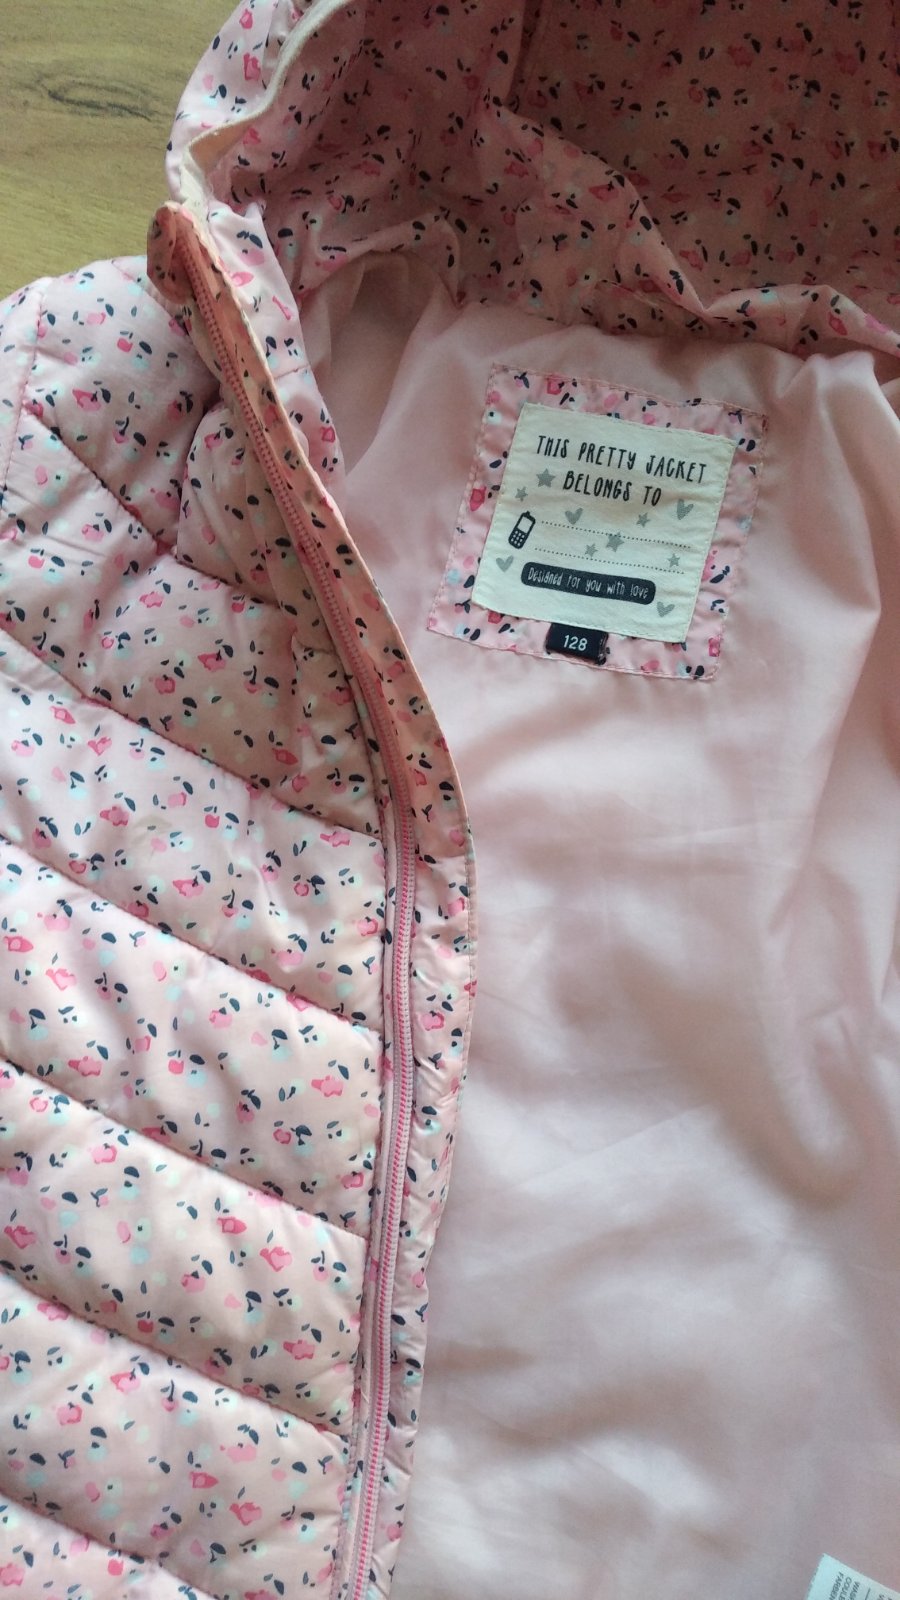 THIS PRETTY JACKET
BELONGS TO
Designed for you with love
128